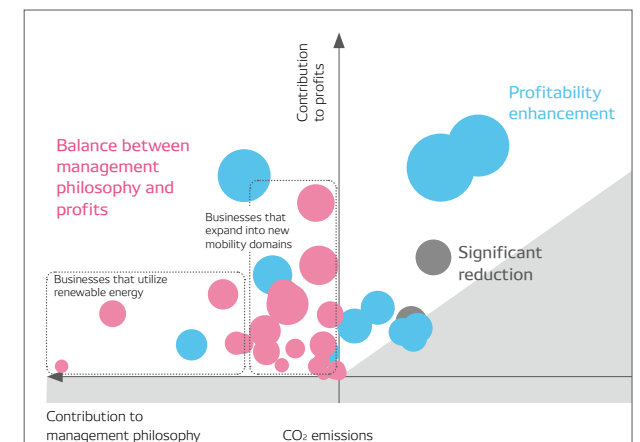 Contribution
to profits
Profitability
enhancement
Balance between
management
philosophy and
profits
Businesses that
expand into new
mobility domains
Significant
reduction
Businesses that utilize
renewable energy
Contribution to
management philosophy
CO₂ emissions